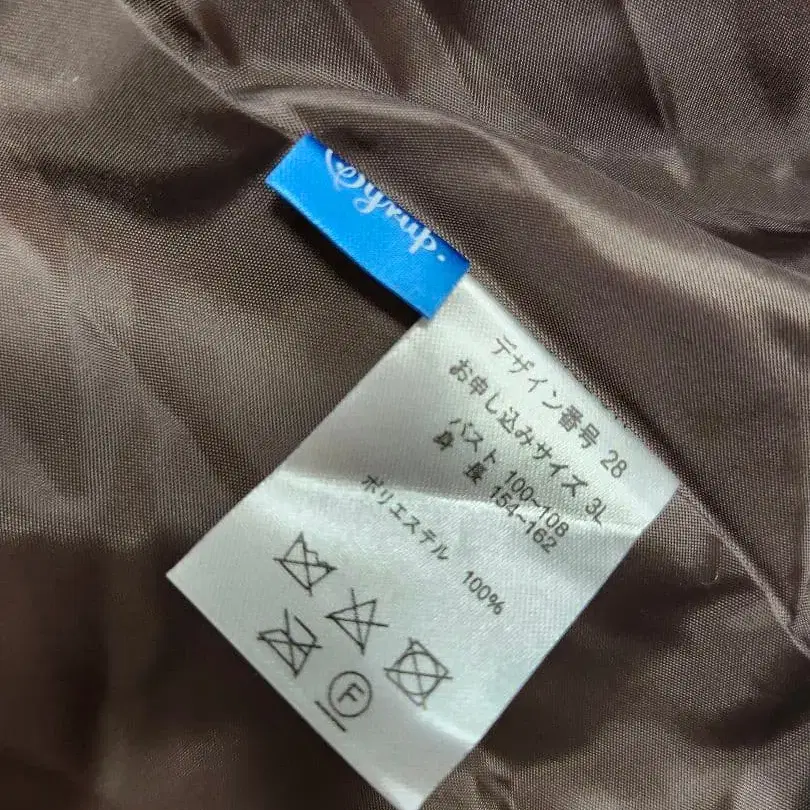 Syrup.
デザイン番号 28
お申し込みサイズ 3L
バスト 100~108
身 長 154~162
ポリエステル 100%
F